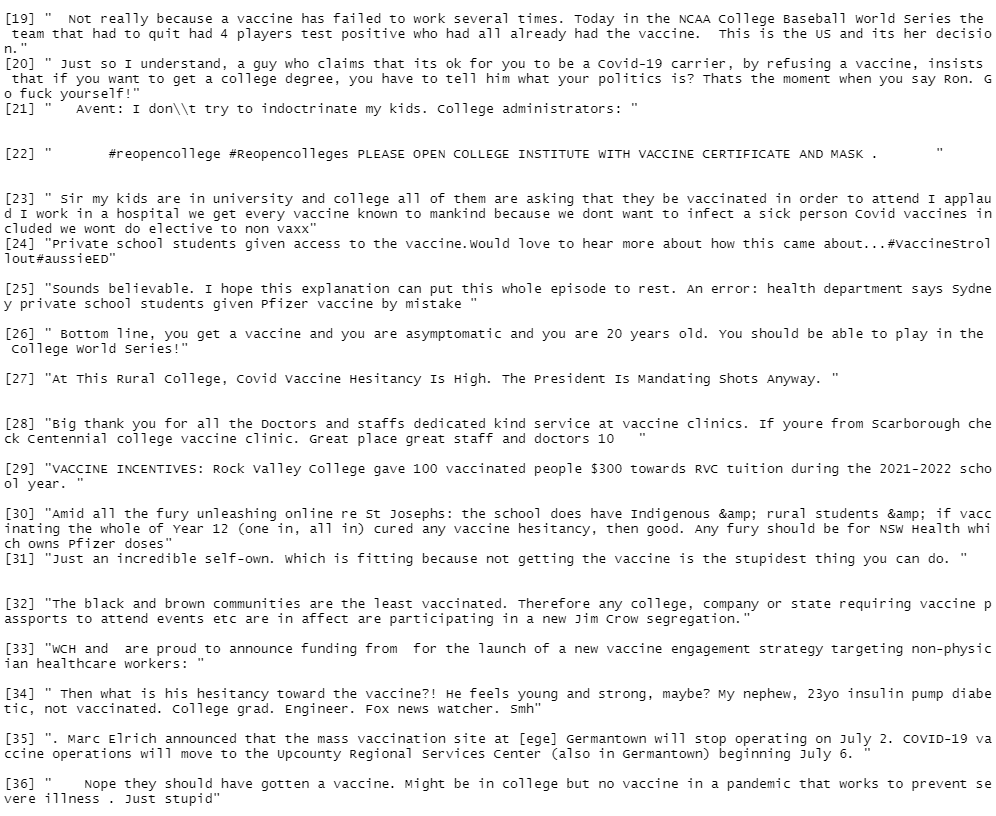 [19] "  Not really because a vaccine has failed to work several times. Today in the NCAA College Baseball World Series the
 team that had to quit had 4 players test positive who had all already had the vaccine.  This is the US and its her decisio
n."
[20] " Just so I understand, a guy who claims that its ok for you to be a Covid-19 carrier, by refusing a vaccine, insists
 that if you want to get a college degree, you have to tell him what your politics is? Thats the moment when you say Ron. G
o fuck yourself!"
[21] "   Avent: I don\\t try to indoctrinate my kids. College administrators: "
[22] "       #reopencollege #Reopencolleges PLEASE OPEN COLLEGE INSTITUTE WITH VACCINE CERTIFICATE AND MASK .        "
[23] " Sir my kids are in university and college all of them are asking that they be vaccinated in order to attend I applau
d I work in a hospital we get every vaccine known to mankind because we dont want to infect a sick person Covid vaccines in
cluded we wont do elective to non vaxx"
[24] "Private school students given access to the vaccine.Would love to hear more about how this came about...#VaccineStrol
lout#aussieED"
[25] "Sounds believable. I hope this explanation can put this whole episode to rest. An error: health department says Sydne
y private school students given Pfizer vaccine by mistake "
[26] " Bottom line, you get a vaccine and you are asymptomatic and you are 20 years old. You should be able to play in the
 College World Series!"
[27] "At This Rural College, Covid Vaccine Hesitancy Is High. The President Is Mandating Shots Anyway. "
[28] "Big thank you for all the Doctors and staffs dedicated kind service at vaccine clinics. If youre from Scarborough che
ck Centennial college vaccine clinic. Great place great staff and doctors 10   "
[29] "VACCINE INCENTIVES: Rock Valley College gave 100 vaccinated people $300 towards RVC tuition during the 2021-2022 scho
ol year. "
[30] "Amid all the fury unleashing online re St Josephs: the school does have Indigenous &amp; rural students &amp; if vacc
inating the whole of Year 12 (one in, all in) cured any vaccine hesitancy, then good. Any fury should be for NSW Health whi
ch owns Pfizer doses"
[31] "Just an incredible self-own. Which is fitting because not getting the vaccine is the stupidest thing you can do. "
[32] "The black and brown communities are the least vaccinated. Therefore any college, company or state requiring vaccine p
assports to attend events etc are in affect are participating in a new Jim Crow segregation."
[33] "WCH and  are proud to announce funding from  for the launch of a new vaccine engagement strategy targeting non-physic
ian healthcare workers: "
[34] " Then what is his hesitancy toward the vaccine?! He feels young and strong, maybe? My nephew, 23yo insulin pump diabe
tic, not vaccinated. College grad. Engineer. Fox news watcher. Smh"
[35] ". Marc Elrich announced that the mass vaccination site at [ege] Germantown will stop operating on July 2. COVID-19 va
ccine operations will move to the Upcounty Regional Services Center (also in Germantown) beginning July 6. "
[36] "    Nope they should have gotten a vaccine. Might be in college but no vaccine in a pandemic that works to prevent se
vere illness . Just stupid"